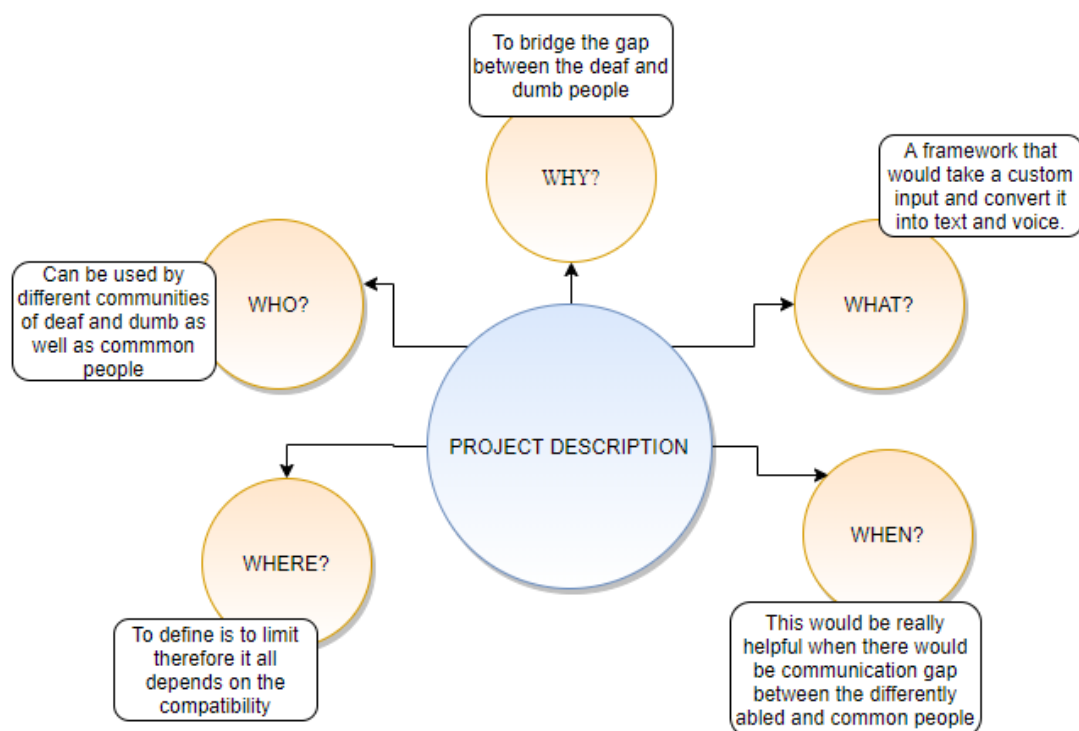 To bridge the gap
between the deaf and
dumb people
WHY?
A framework that
would take a custom
input and convert it
into text and voice.
WHAT?
Can be used by
different communities
of deaf and dumb as
well as commmon
people
WHO?
PROJECT DESCRIPTION
WHERE?
To define is to limit
therefore it all
depends on the
compatibility
WHEN?
This would be really
helpful when there would
be communication gap
between the differently
abled and common people